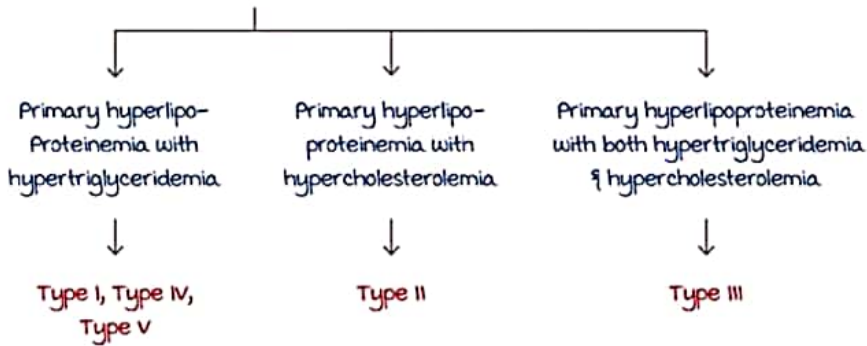 Primary hyperlipo-
Proteinemia with
hypertriglyceridemia
Primary hyperlipo-
proteinemia with
hypercholesterolemia
Primary hyperlipoproteinemia
with both hypertriglyceridemia
& hypercholesterolemia
Type I, Type IV,
Type V
Type II
Type III